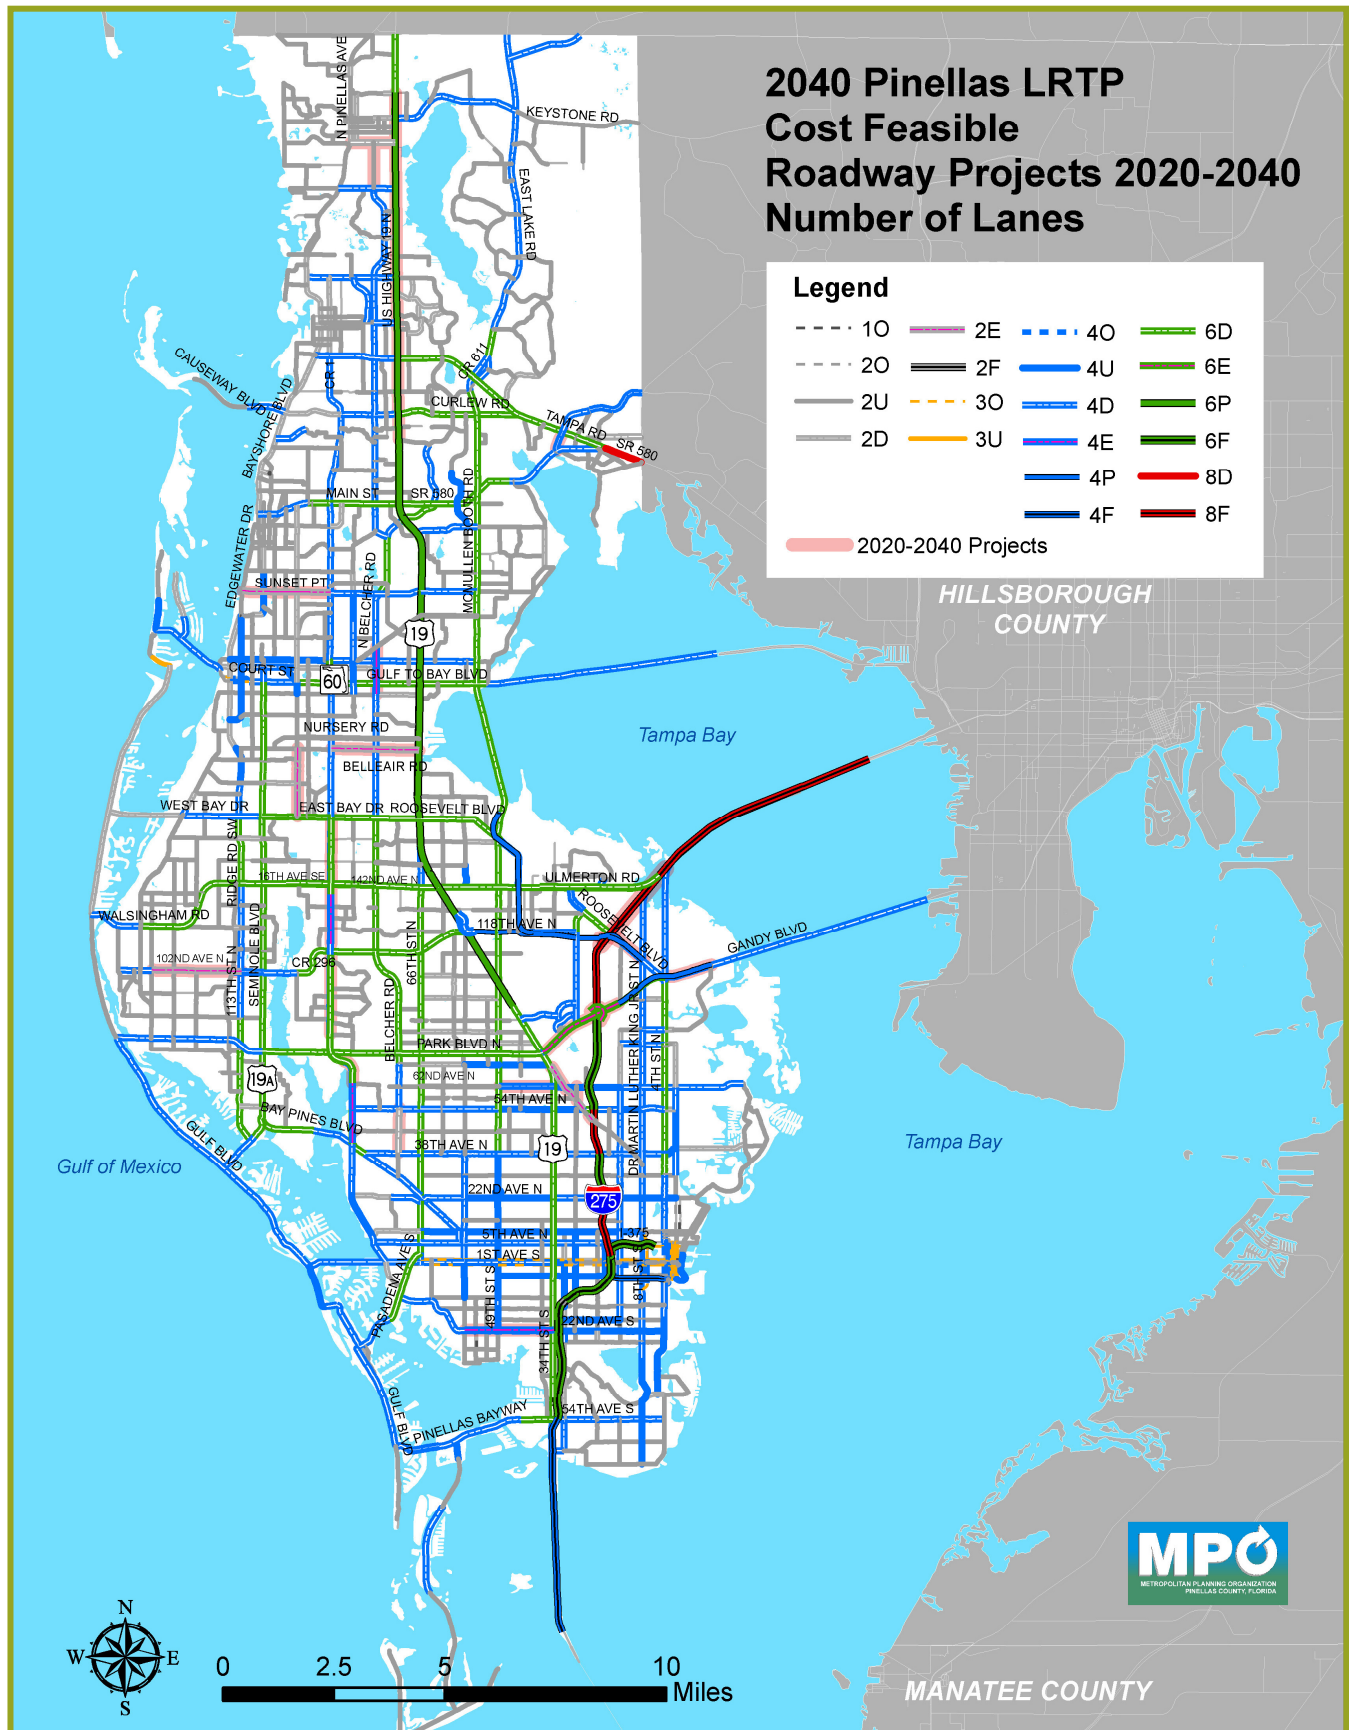 2040 Pinellas LRTP
Cost Feasible
Roadway Projects 2020-2040
Number of Lanes
Legend
1O
2O
2U
2D
2E
2F
3O
3U
4O
4U
4D
4E
4P
4F
6D
6E
6P
6F
8D
8F
2020-2040 Projects
HILLSBOROUGH
COUNTY
N PINELLAS AVE
KEYSTONE RD
EAST LAKE RD
US HIGHWAY 19 N
CR 611
CR 1
CAUSEWAY BLVD
BAYSHORE BLVD
CURLEW RD
TAMPA RD
SR 580
MAIN ST
SR 580
MCMULLEN BOOTH RD
EDGEWATER DR
SUNSET PT
N BELCHER RD
19
COURT ST
60
GULF TO BAY BLVD
NURSERY RD
BELLEAIR RD
Tampa Bay
WEST BAY DR
EAST BAY DR
ROOSEVELT BLVD
RIDGE RD SW
16TH AVE SE
142ND AVE N
ULMERTON RD
WALSINGHAM RD
SEMINOLE BLVD
66TH ST N
118TH AVE N
ROOSEVELT BLVD
GANDY BLVD
102ND AVE N
CR 296
113TH ST N
BELCHER RD
DR MARTIN LUTHER KING JR ST N
4TH ST N
PARK BLVD N
62ND AVE N
19A
54TH AVE N
BAY PINES BLVD
38TH AVE N
19
GULF BLVD
Gulf of Mexico
Tampa Bay
22ND AVE N
275
5TH AVE N
I-375
1ST AVE S
PASADENA AVE S
49TH ST S
8TH ST S
22ND AVE S
34TH ST S
GULF BLVD
PINELLAS BAYWAY
54TH AVE S
MPO
METROPOLITAN PLANNING ORGANIZATION
PINELLAS COUNTY, FLORIDA
N
W
E
S
0
2.5
5
10
Miles
MANATEE COUNTY